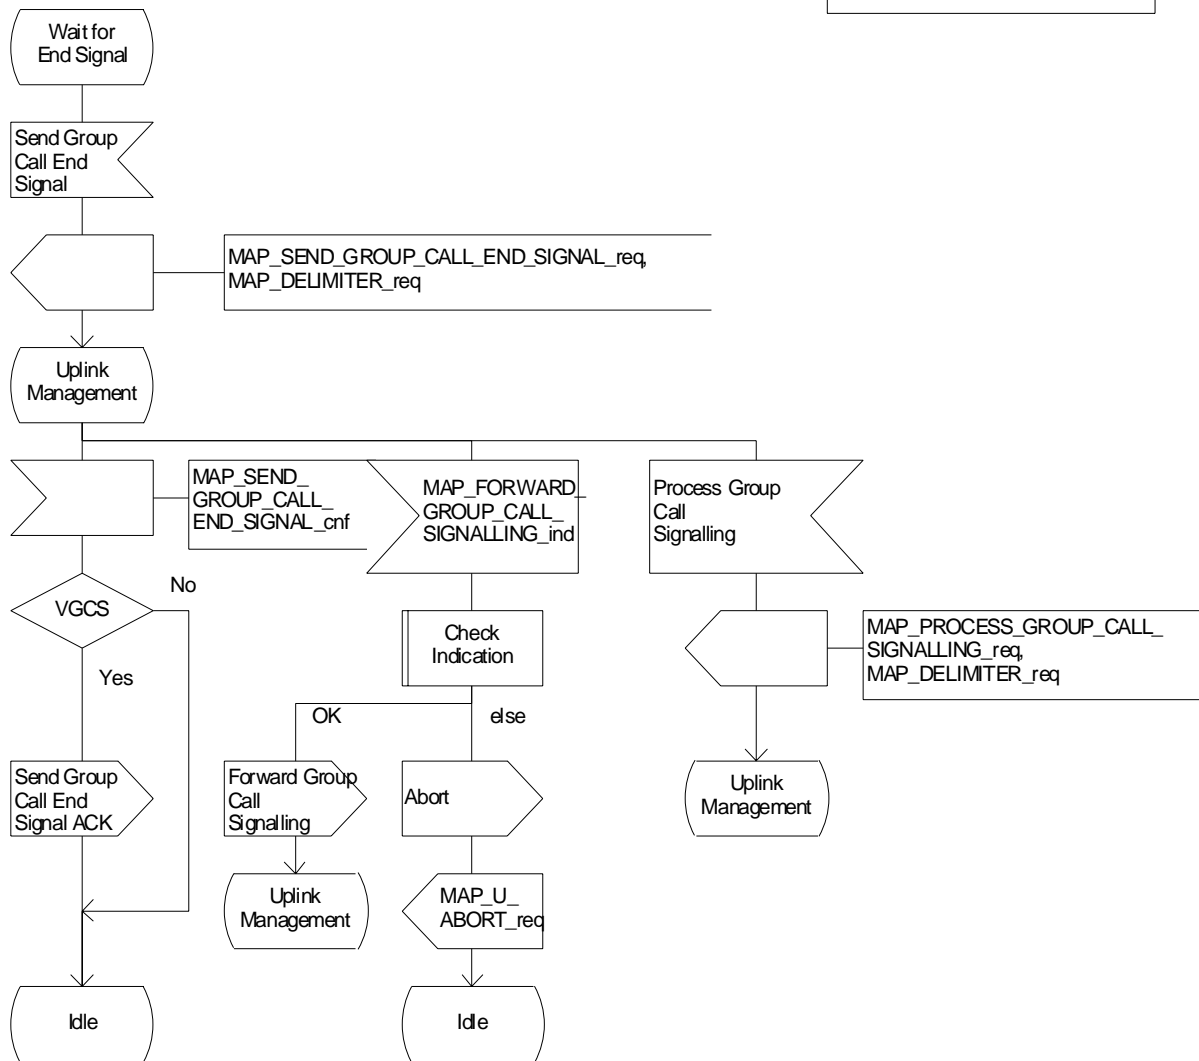 Wait for
End Signal
Send Group
Call End
Signal
MAP_SEND_GROUP_CALL_END_SIGNAL_req,
MAP_DELIMITER_req
Uplink
Management
MAP_SEND_
GROUP_CALL_
END_SIGNAL_cnf
MAP_FORWARD_
GROUP_CALL_
SIGNALLING_ind
Process Group
Call
Signalling
No
VGCS
Yes
Check
Indication
MAP_PROCESS_GROUP_CALL_
SIGNALLING_req,
MAP_DELIMITER_req
OK
else
Send Group
Call End
Signal ACK
Forward Group
Call
Signalling
Abort
Uplink
Management
Uplink
Management
MAP_U_
ABORT_req
Idle
Idle